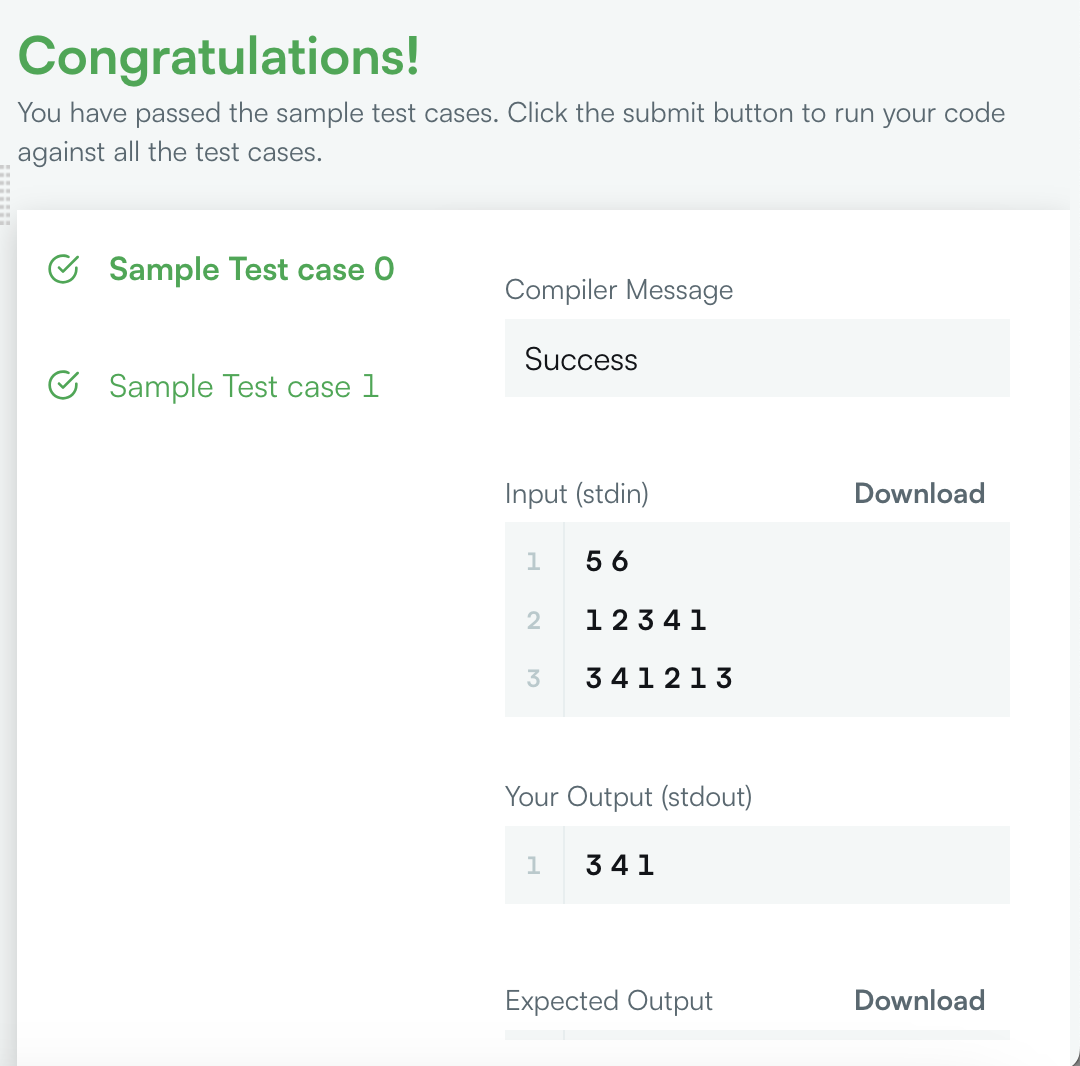 Congratulations!
You have passed the sample test cases. Click the submit button to run your code
against all the test cases.
Sample Test case 0
Sample Test case 1
Compiler Message
Success
Input (stdin)
Download
1 5 6
2 1 2 3 4 1
3 3 4 1 2 1 3
Your Output (stdout)
1 3 4 1
Expected Output
Download